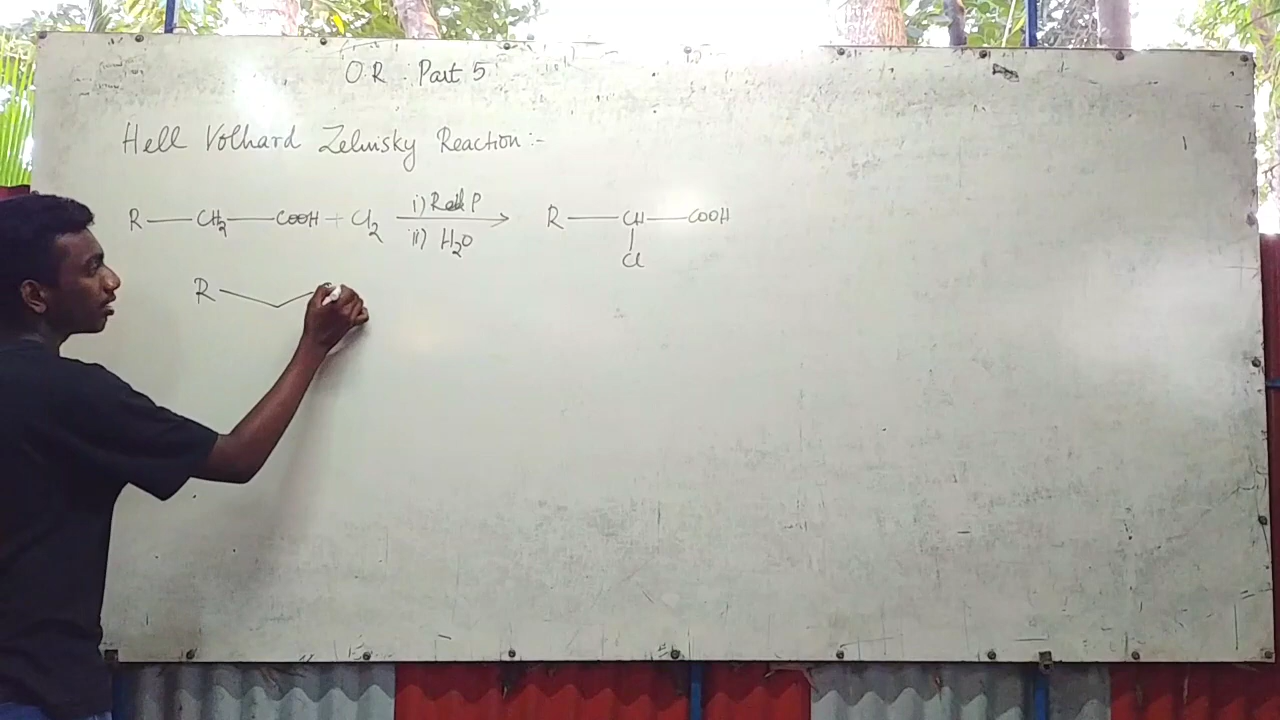 O.R. Part 5
Hell Volhard Zelinsky Reaction :-
R — CH₂ — COOH + Cl₂ i) Red P ii) H₂O → R — CH — COOH
Cl
R